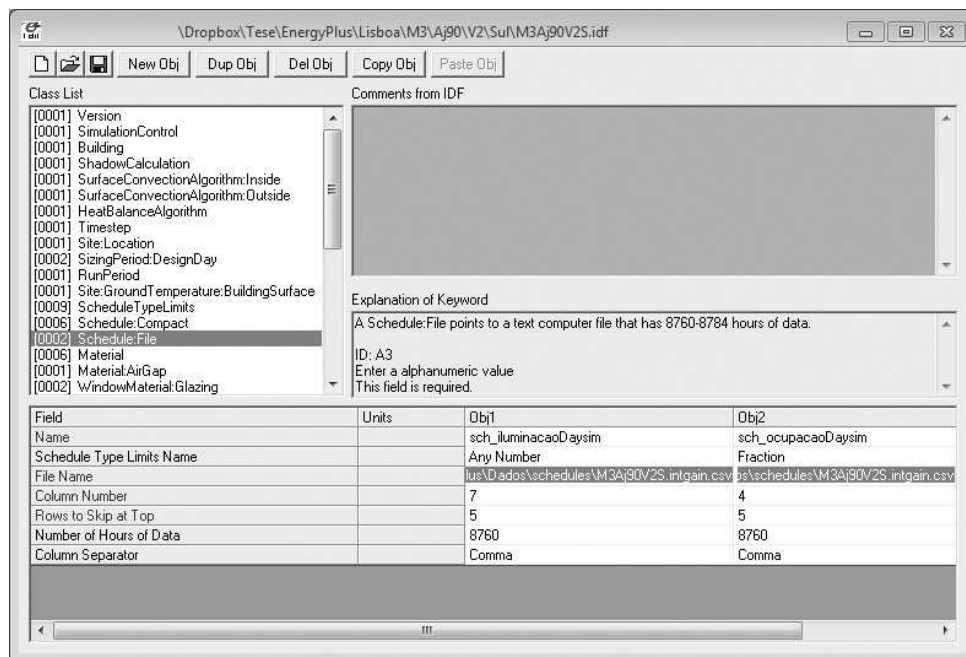 \Dropbox\Tese\EnergyPlus\Lisboa\M3\Aj90\V2\Sul\M3Aj90V2S.idf
New Obj Dup Obj Del Obj Copy Obj Paste Obj
Class List Comments from IDF
[0001] Version
[0001] SimulationControl
[0001] Building
[0001] ShadowCalculation
[0001] SurfaceConvectionAlgorithm:Inside
[0001] SurfaceConvectionAlgorithm:Outside
[0001] HeatBalanceAlgorithm
[0001] Timestep
[0001] Site:Location
[0002] SizingPeriod:DesignDay
[0001] RunPeriod
[0001] Site:GroundTemperature:BuildingSurface
[0009] ScheduleTypeLimits
[0006] Schedule:Compact
[0002] Schedule:File
[0006] Material
[0001] Material:AirGap
[0002] WindowMaterial:Glazing
Explanation of Keyword
A Schedule:File points to a text computer file that has 8760-8784 hours of data.
ID: A3
Enter a alphanumeric value
This field is required.
Field Units Obj1 Obj2
Name sch_iluminacaoDaysim sch_ocupacaoDaysim
Schedule Type Limits Name Any Number Fraction
File Name lus\Dados\schedules\M3Aj90V2S.intgain.csv os\schedules\M3Aj90V2S.intgain.csv
Column Number 7 4
Rows to Skip at Top 5 5
Number of Hours of Data 8760 8760
Column Separator Comma Comma